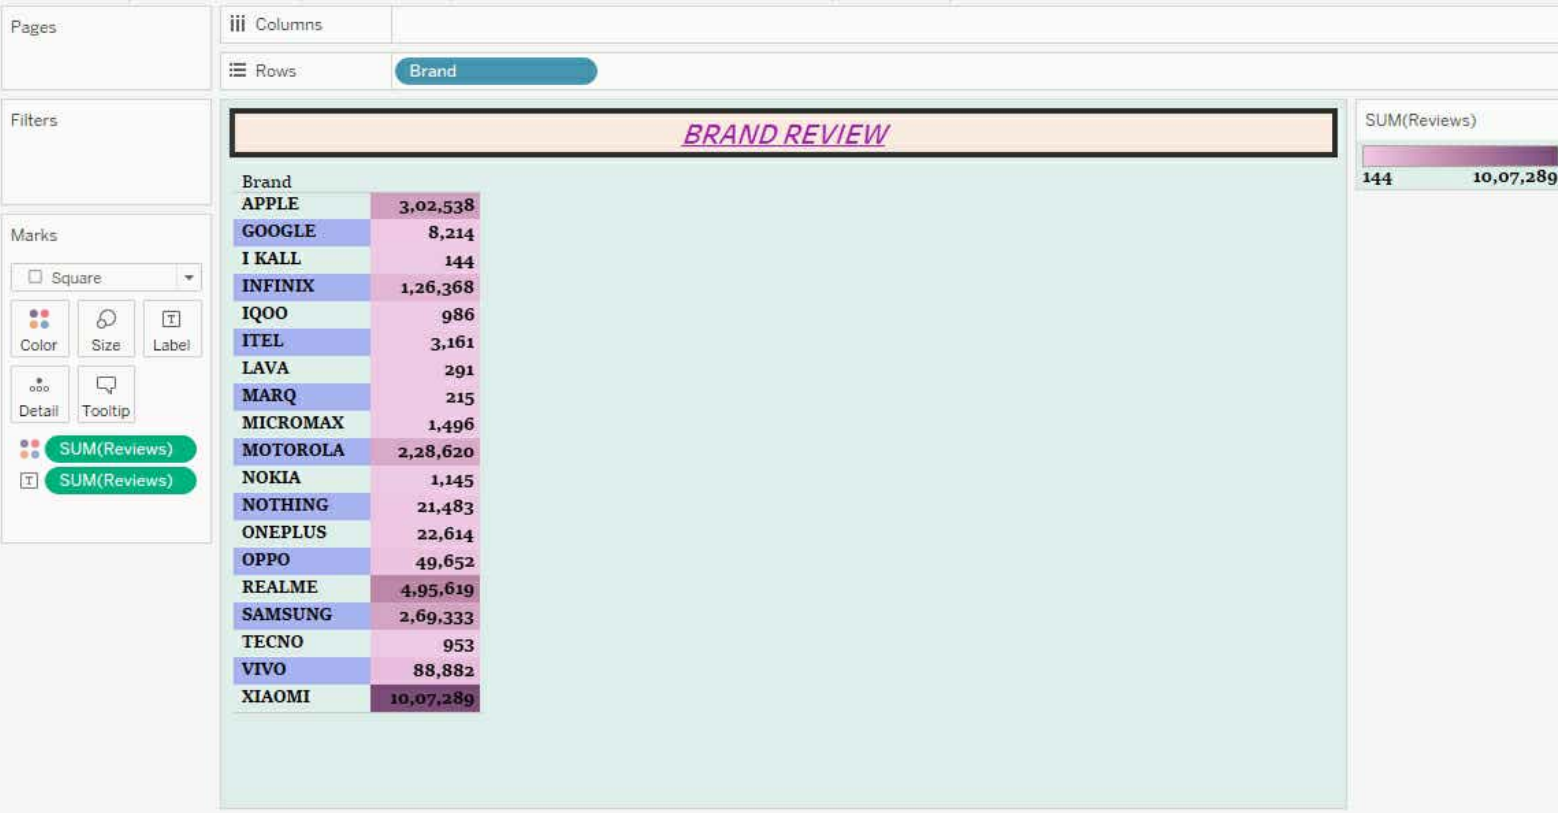 Pages
Columns
Rows
Brand
Filters
BRAND REVIEW
SUM(Reviews)
144 10,07,289
Marks
Square
Color Size Label
Detail Tooltip
SUM(Reviews)
SUM(Reviews)
Brand
APPLE 3,02,538
GOOGLE 8,214
I KALL 144
INFINIX 1,26,368
IQOO 986
ITEL 3,161
LAVA 291
MARQ 215
MICROMAX 1,496
MOTOROLA 2,28,620
NOKIA 1,145
NOTHING 21,483
ONEPLUS 22,614
OPPO 49,652
REALME 4,95,619
SAMSUNG 2,69,333
TECNO 953
VIVO 88,882
XIAOMI 10,07,289